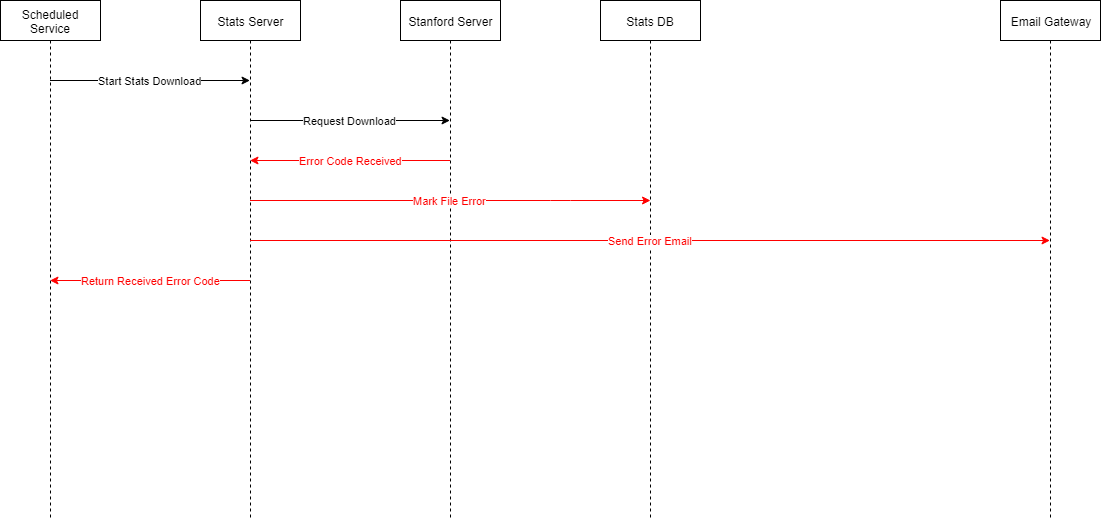 Scheduled
Service
Stats Server
Stanford Server
Stats DB
Email Gateway
Start Stats Download
Request Download
Error Code Received
Mark File Error
Send Error Email
Return Received Error Code